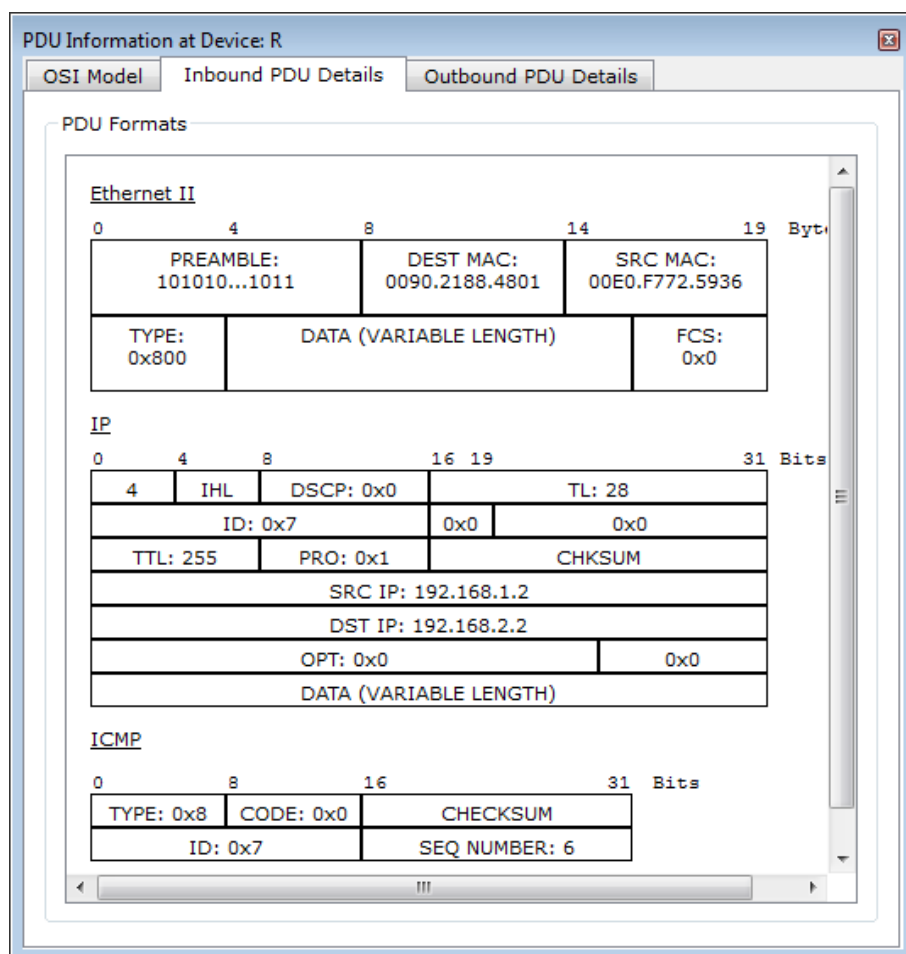 PDU Information at Device: R
OSI Model Inbound PDU Details Outbound PDU Details
PDU Formats
Ethernet II
0 4 8 14 19 Byte
PREAMBLE: DEST MAC: SRC MAC:
101010...1011 0090.2188.4801 00E0.F772.5936
TYPE: DATA (VARIABLE LENGTH) FCS:
0x800 0x0
IP
0 4 8 16 19 31 Bits
4 IHL DSCP: 0x0 TL: 28
ID: 0x7 0x0 0x0
TTL: 255 PRO: 0x1 CHKSUM
SRC IP: 192.168.1.2
DST IP: 192.168.2.2
OPT: 0x0 0x0
DATA (VARIABLE LENGTH)
ICMP
0 8 16 31 Bits
TYPE: 0x8 CODE: 0x0 CHECKSUM
ID: 0x7 SEQ NUMBER: 6